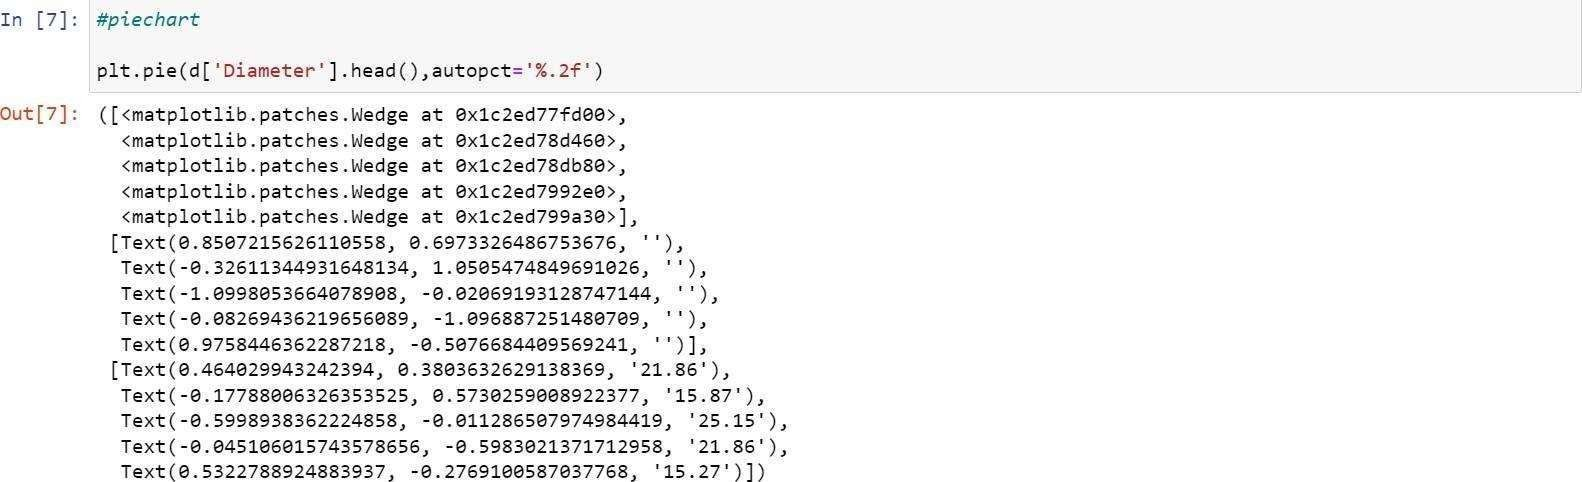 In [7]: #piechart
plt.pie(d['Diameter'].head(),autopct='%.2f')
Out[7]: ([<matplotlib.patches.Wedge at 0x1c2ed77fd00>,
<matplotlib.patches.Wedge at 0x1c2ed78d460>,
<matplotlib.patches.Wedge at 0x1c2ed78db80>,
<matplotlib.patches.Wedge at 0x1c2ed7992e0>,
<matplotlib.patches.Wedge at 0x1c2ed799a30>],
[Text(0.8507215626110558, 0.6973326486753676, ''),
Text(-0.32611344931648134, 1.0505474849691026, ''),
Text(-1.0998053664078908, -0.02069193128747144, ''),
Text(-0.08269436219656089, -1.096887251480709, ''),
Text(0.9758446362287218, -0.5076684409569241, '')],
[Text(0.464029943242394, 0.3803632629138369, '21.86'),
Text(-0.17788006326353525, 0.5730259008922377, '15.87'),
Text(-0.5998938362224858, -0.011286507974984419, '25.15'),
Text(-0.045106015743578656, -0.5983021371712958, '21.86'),
Text(0.5322788924883937, -0.2769100587037768, '15.27')])